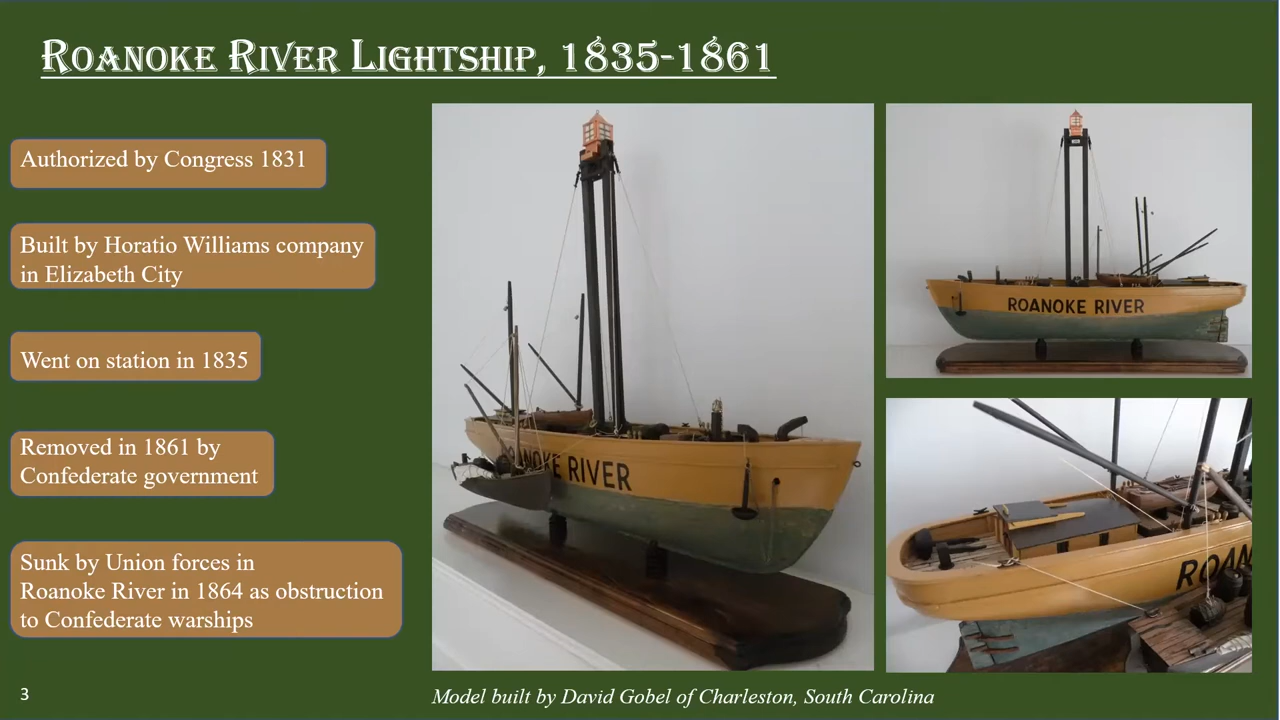 Roanoke River Lightship, 1835-1861
Authorized by Congress 1831
Built by Horatio Williams company
in Elizabeth City
Went on station in 1835
Removed in 1861 by
Confederate government
Sunk by Union forces in
Roanoke River in 1864 as obstruction
to Confederate warships
ROANOKE RIVER
ROANOKE RIVER
ROAN
Model built by David Gobel of Charleston, South Carolina
3